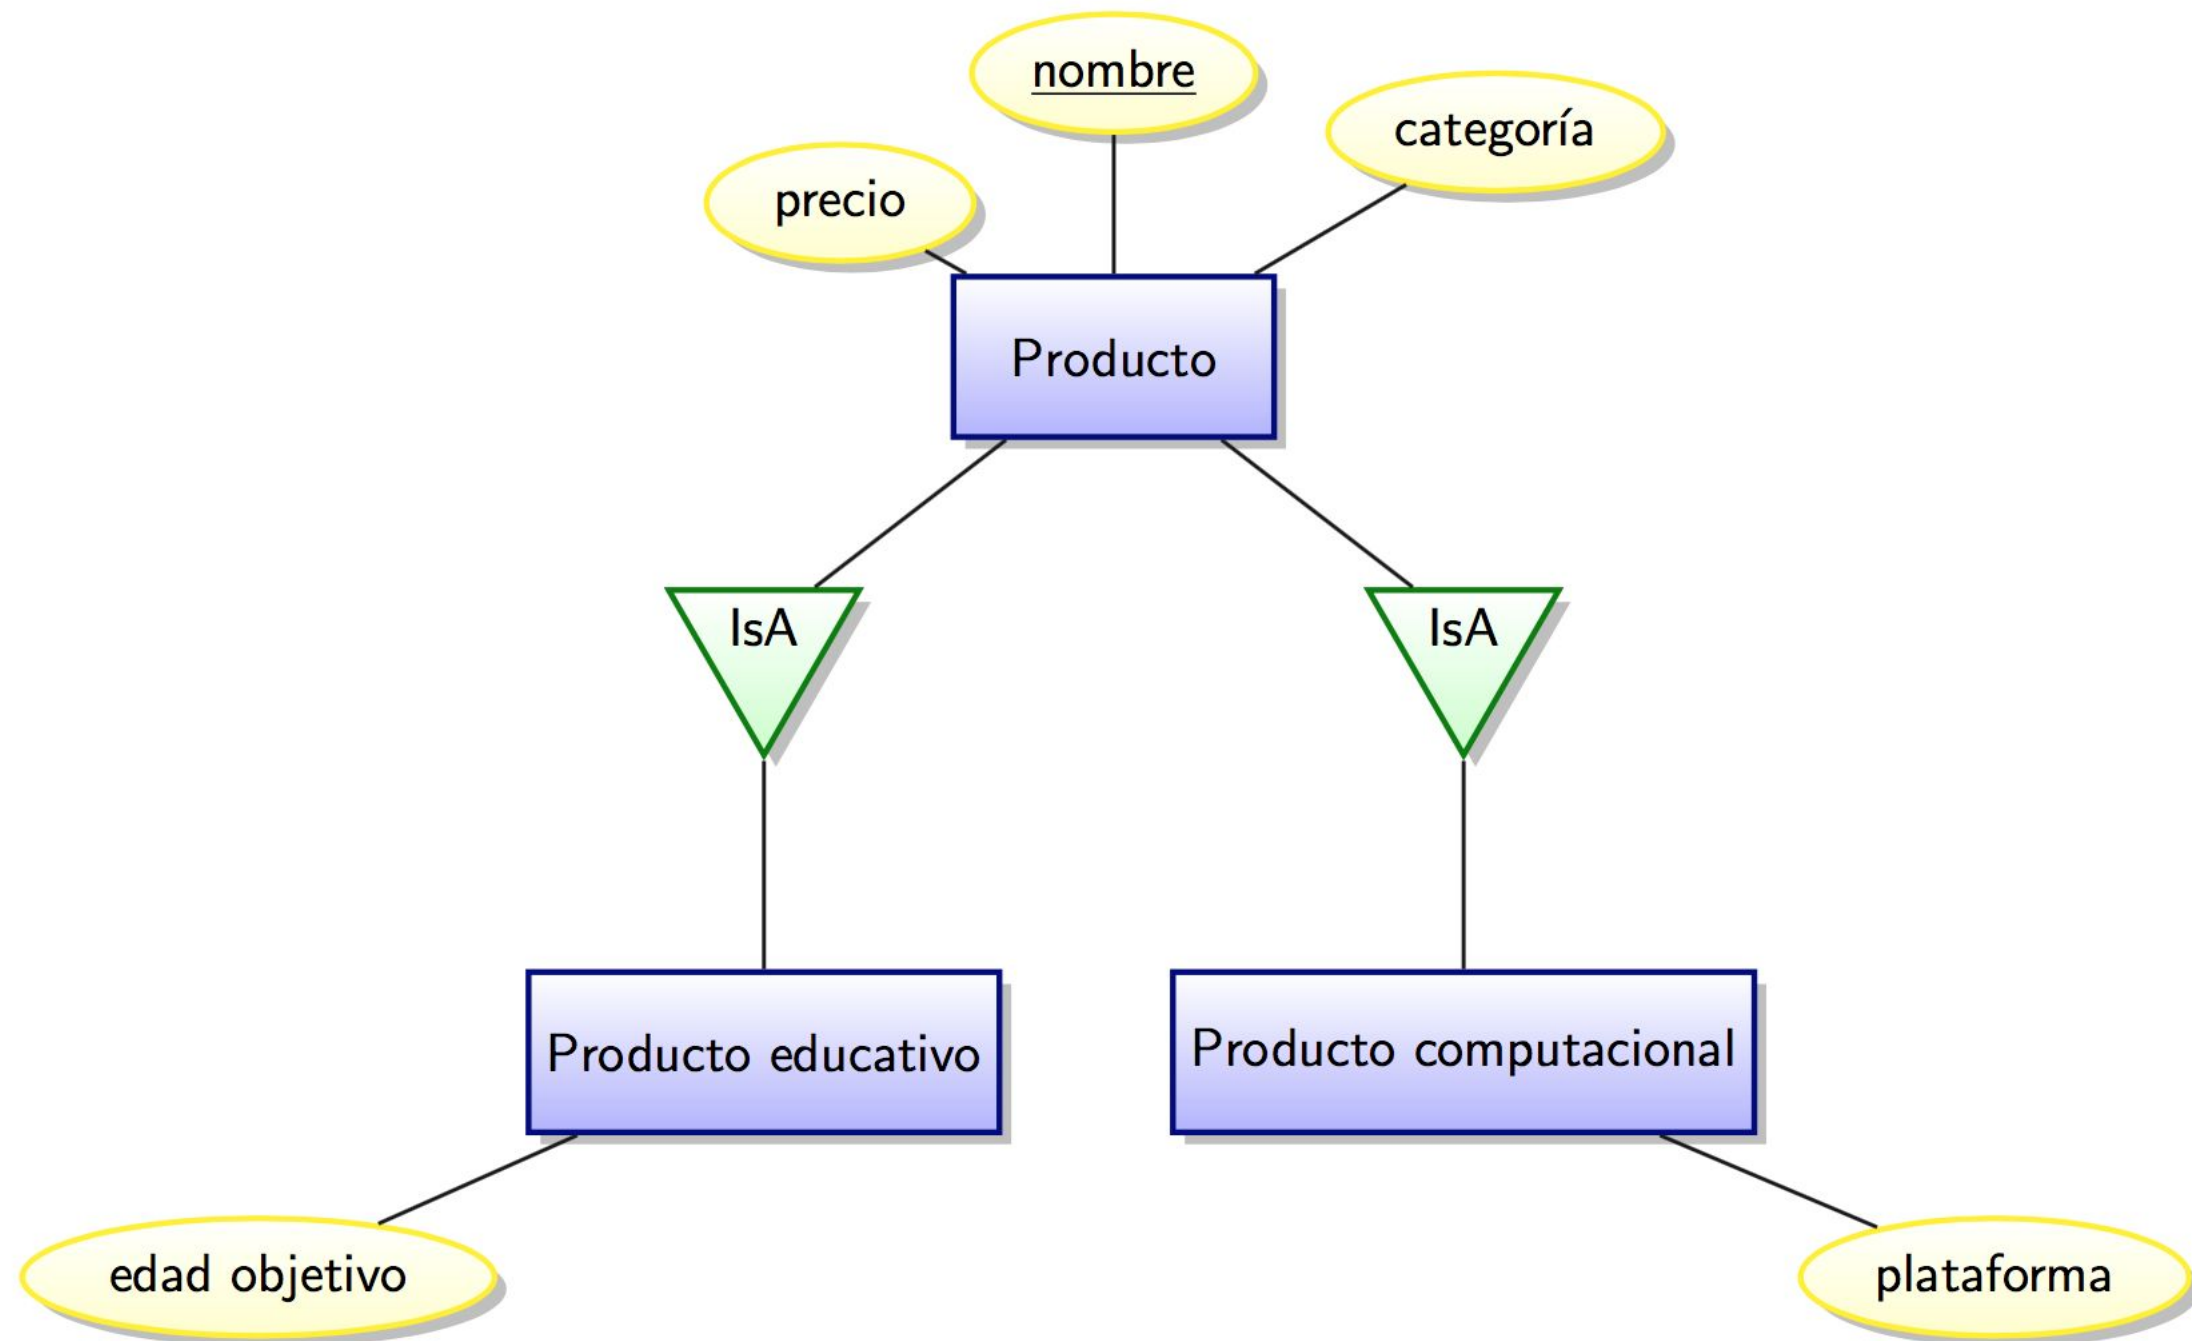 nombre
categoría
precio
Producto
IsA
IsA
Producto educativo
Producto computacional
edad objetivo
plataforma